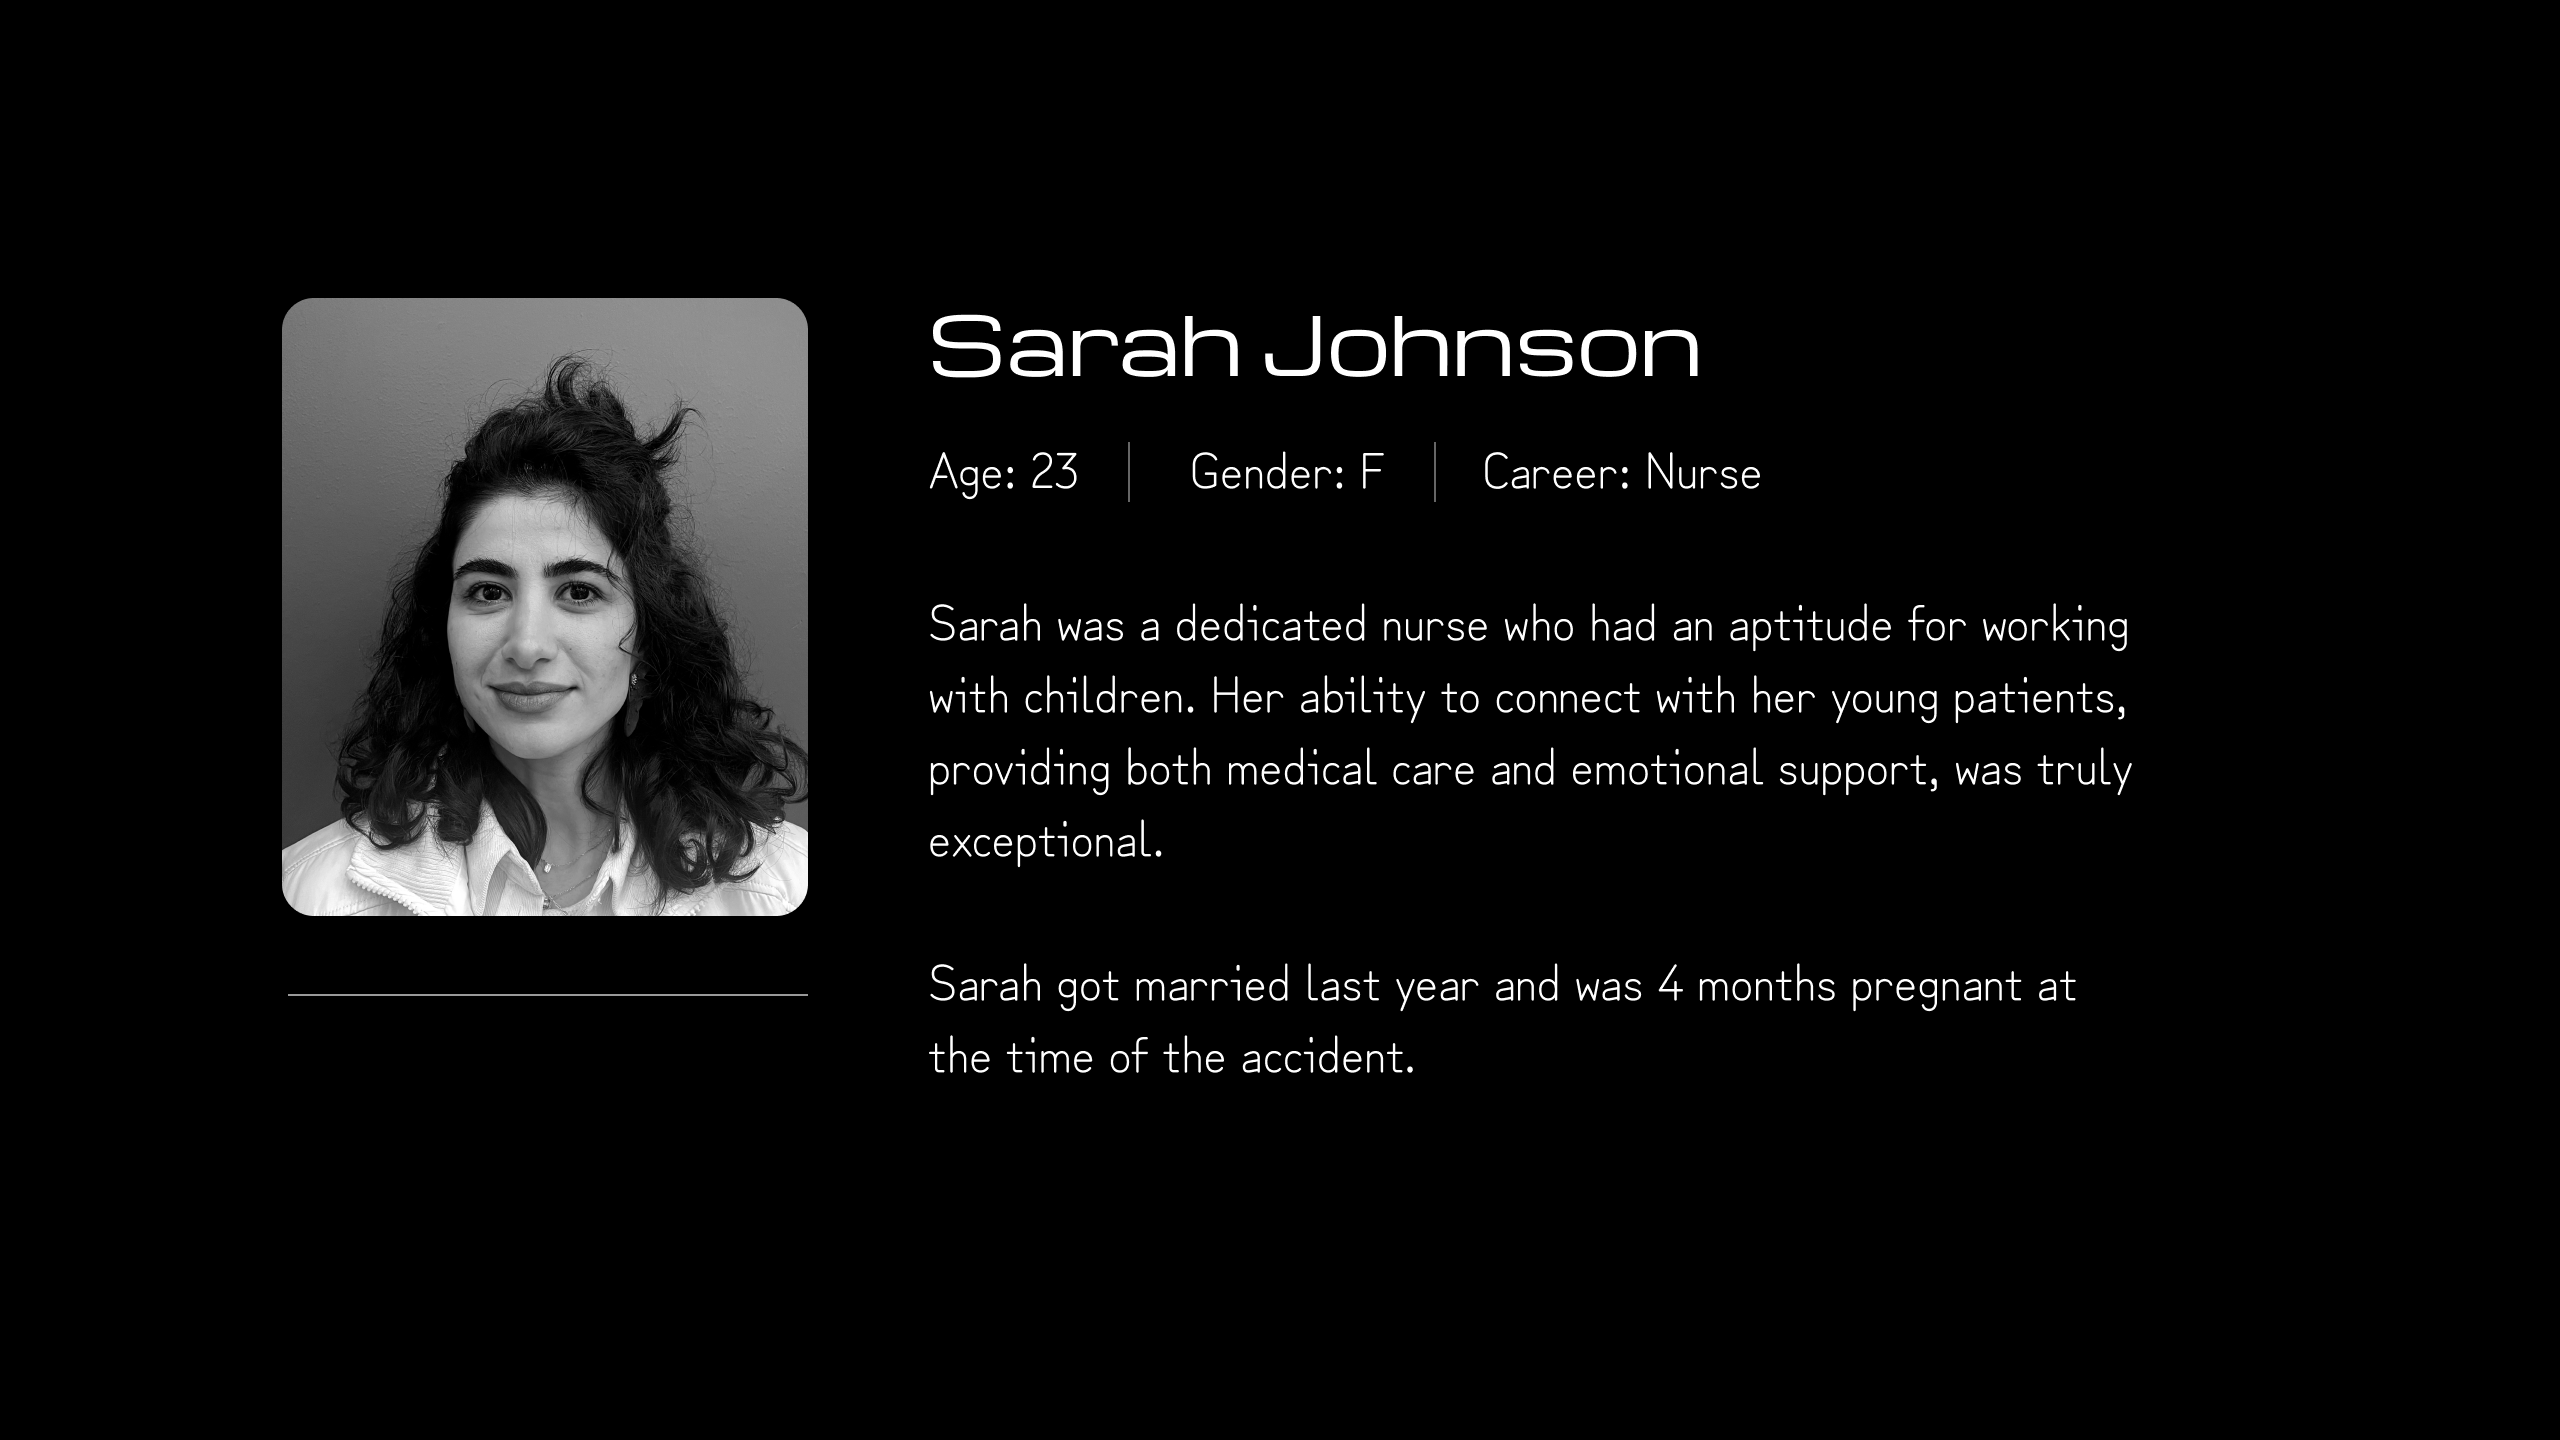 Sarah Johnson
Age: 23 Gender: F Career: Nurse
Sarah was a dedicated nurse who had an aptitude for working
with children. Her ability to connect with her young patients,
providing both medical care and emotional support, was truly
exceptional.
Sarah got married last year and was 4 months pregnant at
the time of the accident.